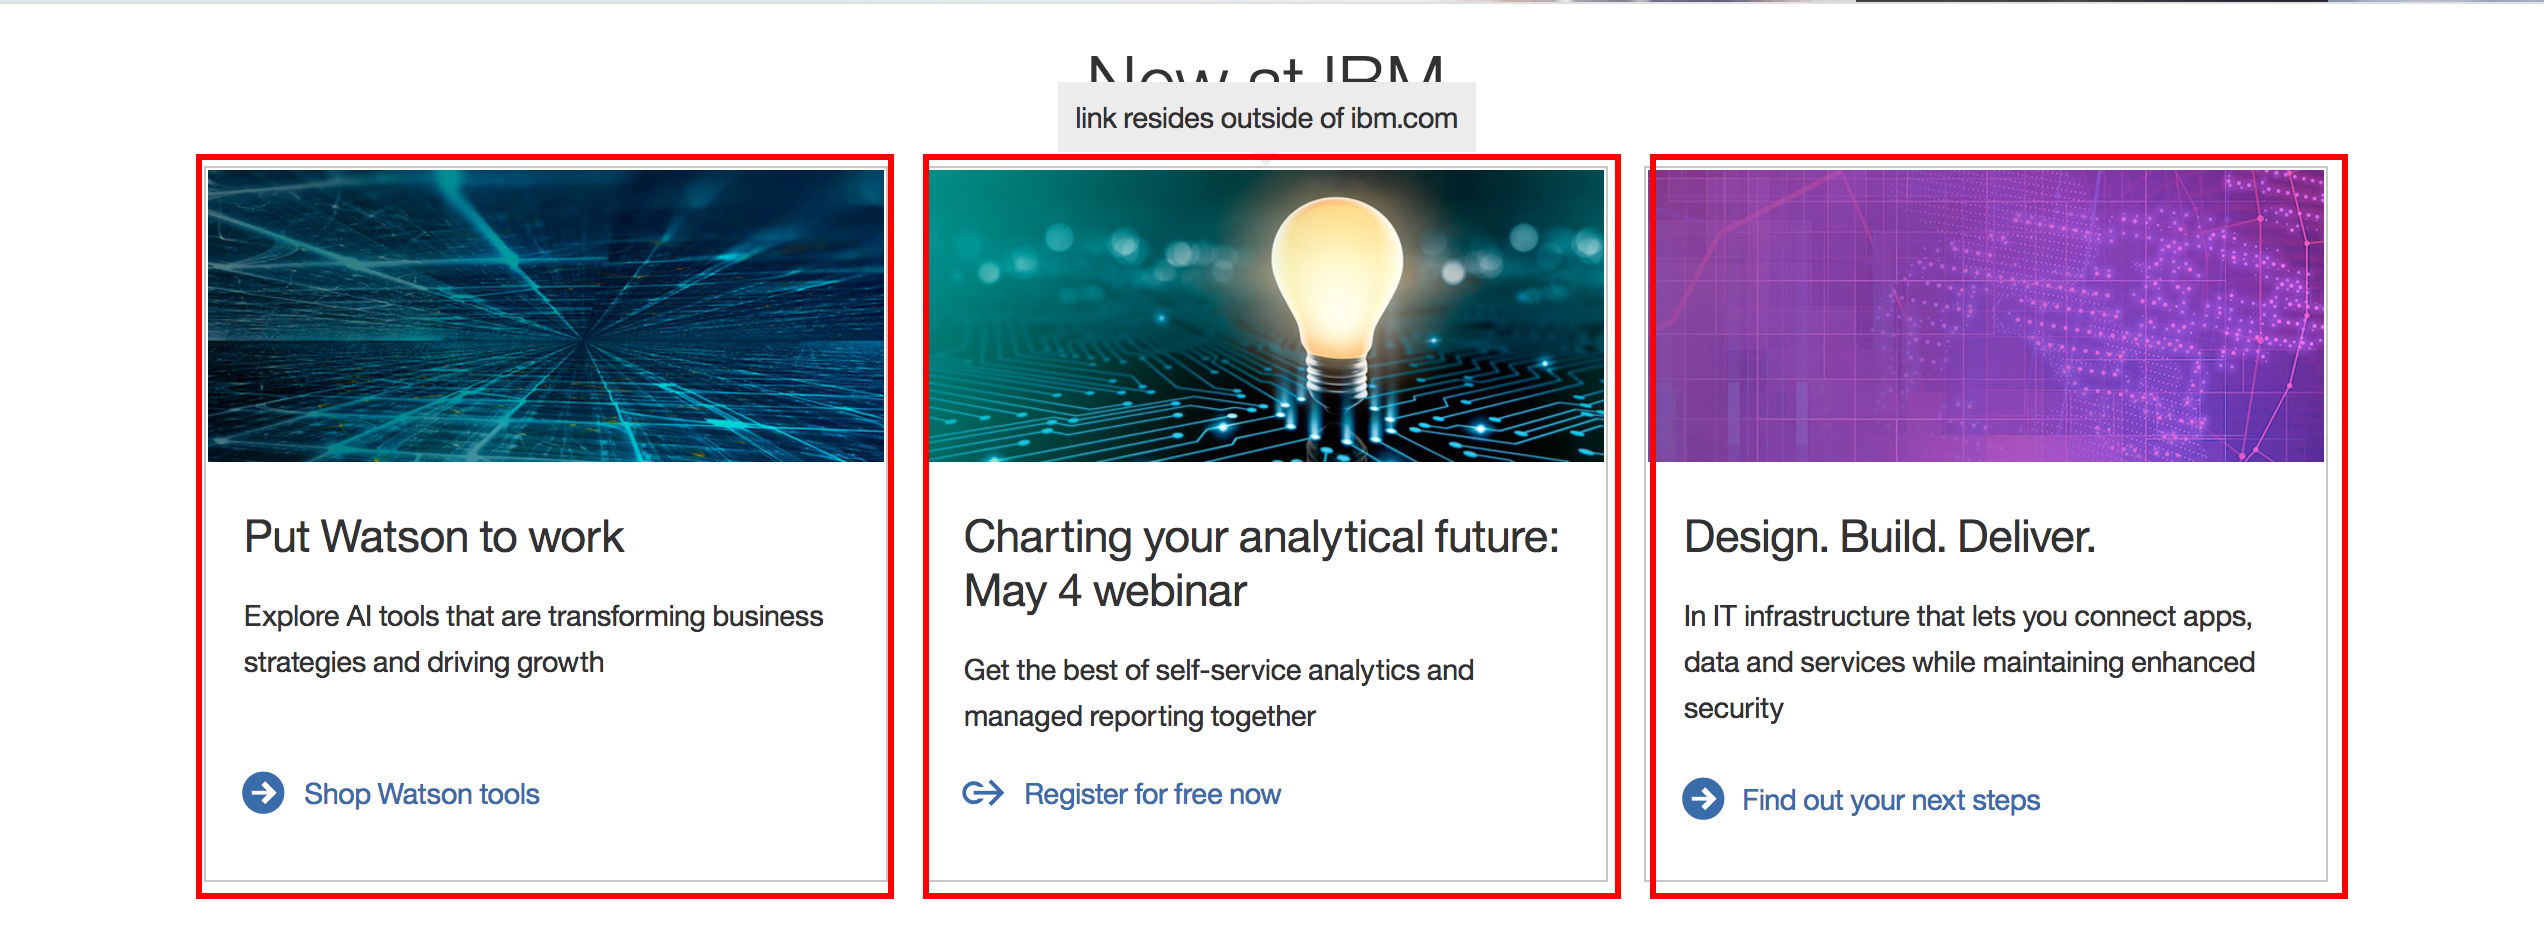 New at IBM
link resides outside of ibm.com
Put Watson to work
Explore AI tools that are transforming business
strategies and driving growth
Shop Watson tools
Charting your analytical future:
May 4 webinar
Get the best of self-service analytics and
managed reporting together
Register for free now
Design. Build. Deliver.
In IT infrastructure that lets you connect apps,
data and services while maintaining enhanced
security
Find out your next steps